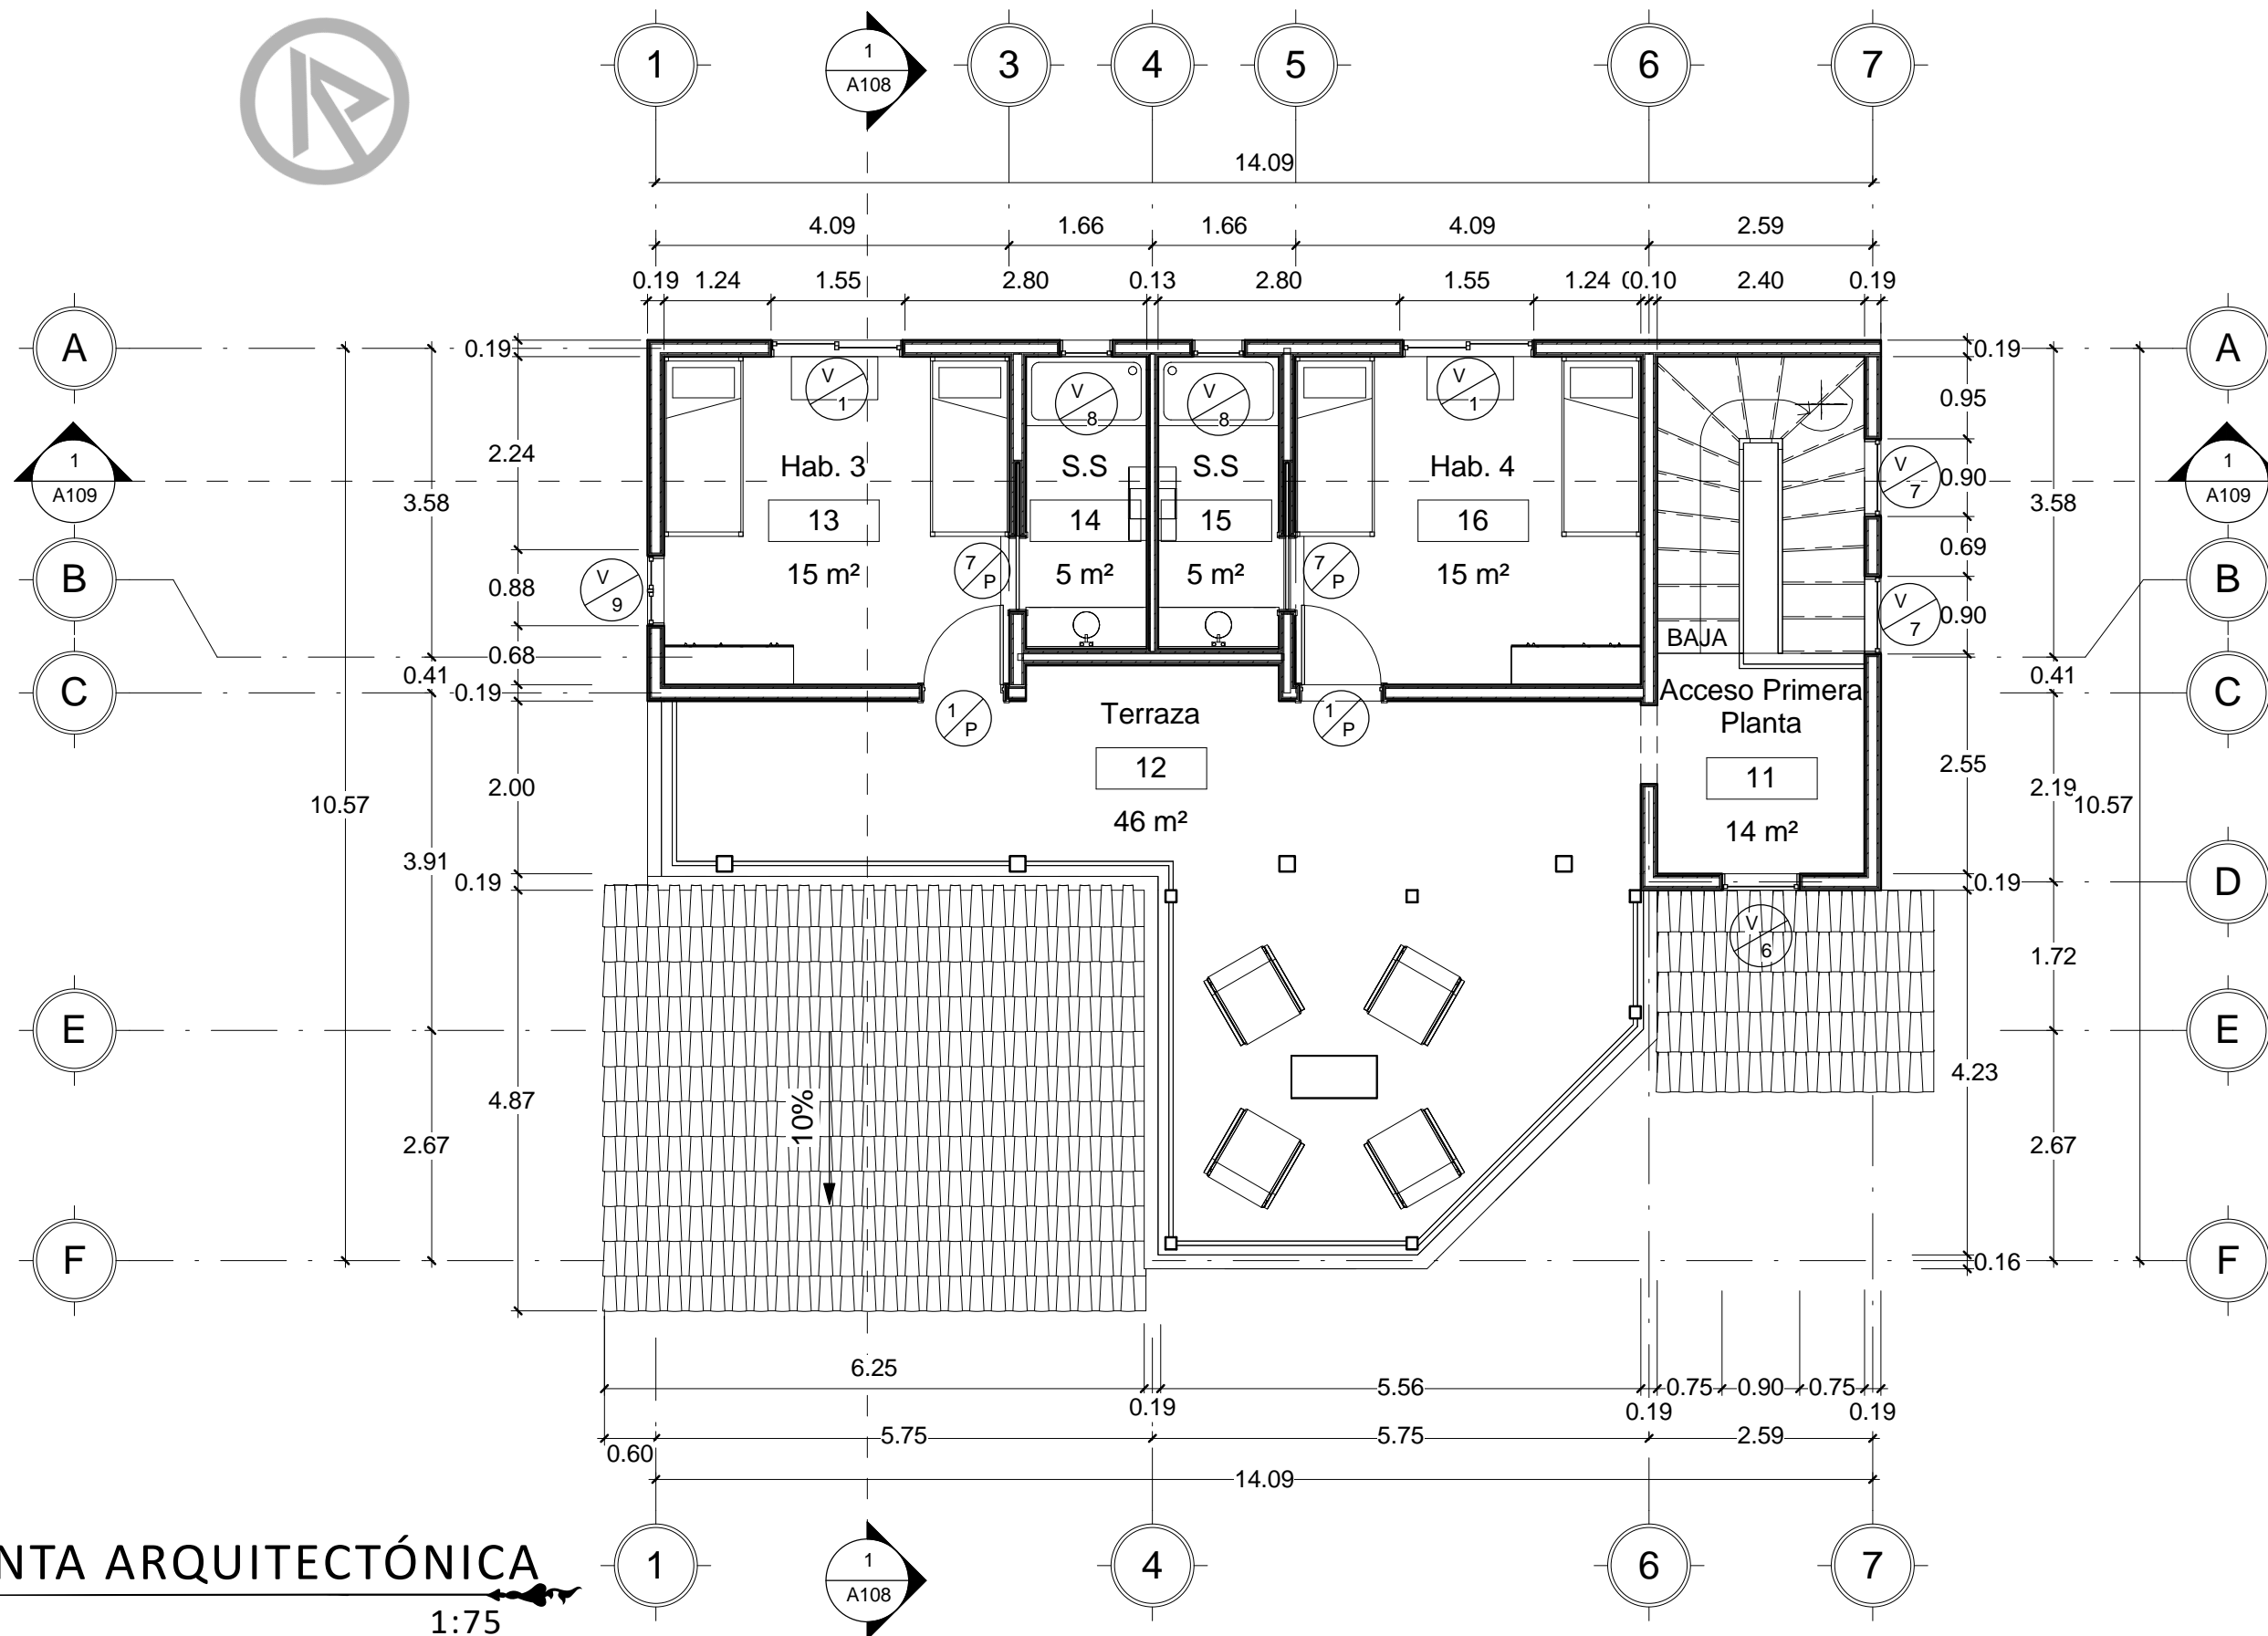 1
1
A108
3
4
5
6
7
14.09
4.09
1.66
1.66
4.09
2.59
0.19
1.24
1.55
2.80
0.13
2.80
1.55
1.24
0.10
2.40
0.19
A
0.19
0.19
A
V
1
V
8
V
8
V
1
0.95
1
A109
2.24
3.58
Hab. 3
S.S
S.S
Hab. 4
V
7
0.90
3.58
1
A109
13
14
15
16
B
0.88
V
9
15 m²
7
P
5 m²
5 m²
7
P
15 m²
0.69
B
V
7
0.90
BAJA
0.68
0.41
0.19
C
0.41
C
1
P
Terraza
1
P
Acceso Primera
Planta
12
11
10.57
2.00
46 m²
14 m²
2.55
2.19
10.57
3.91
0.19
0.19
D
V
6
1.72
E
E
10%
4.87
4.23
2.67
2.67
F
0.16
F
6.25
5.56
0.75
0.90
0.75
0.19
0.19
0.19
5.75
5.75
2.59
0.60
14.09
NTA ARQUITECTÓNICA
1:75
1
1
A108
4
6
7